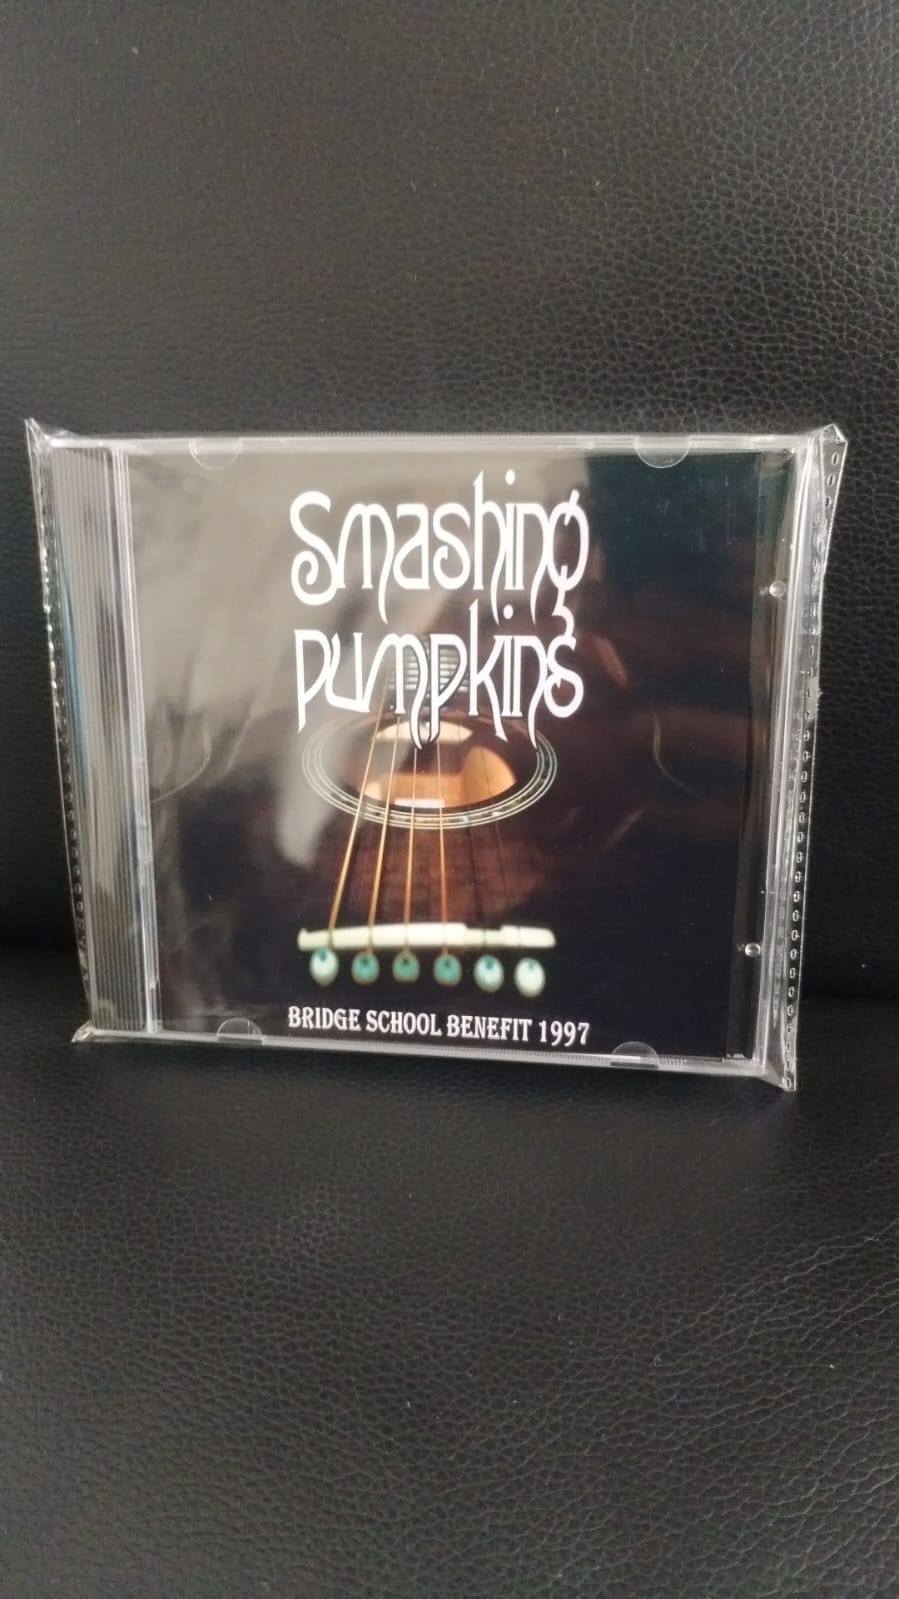 Smashing
pumpkins
BRIDGE SCHOOL BENEFIT 1997